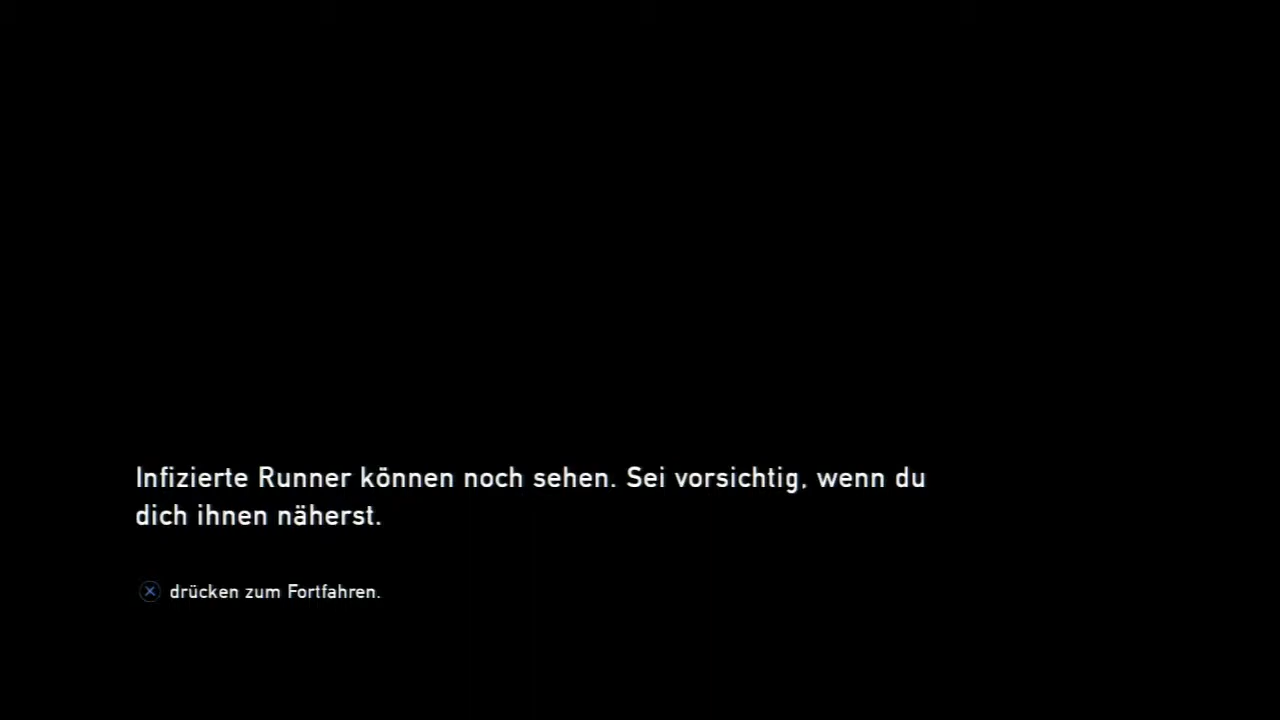 Infizierte Runner können noch sehen. Sei vorsichtig, wenn du
dich ihnen näherst.
drücken zum Fortfahren.